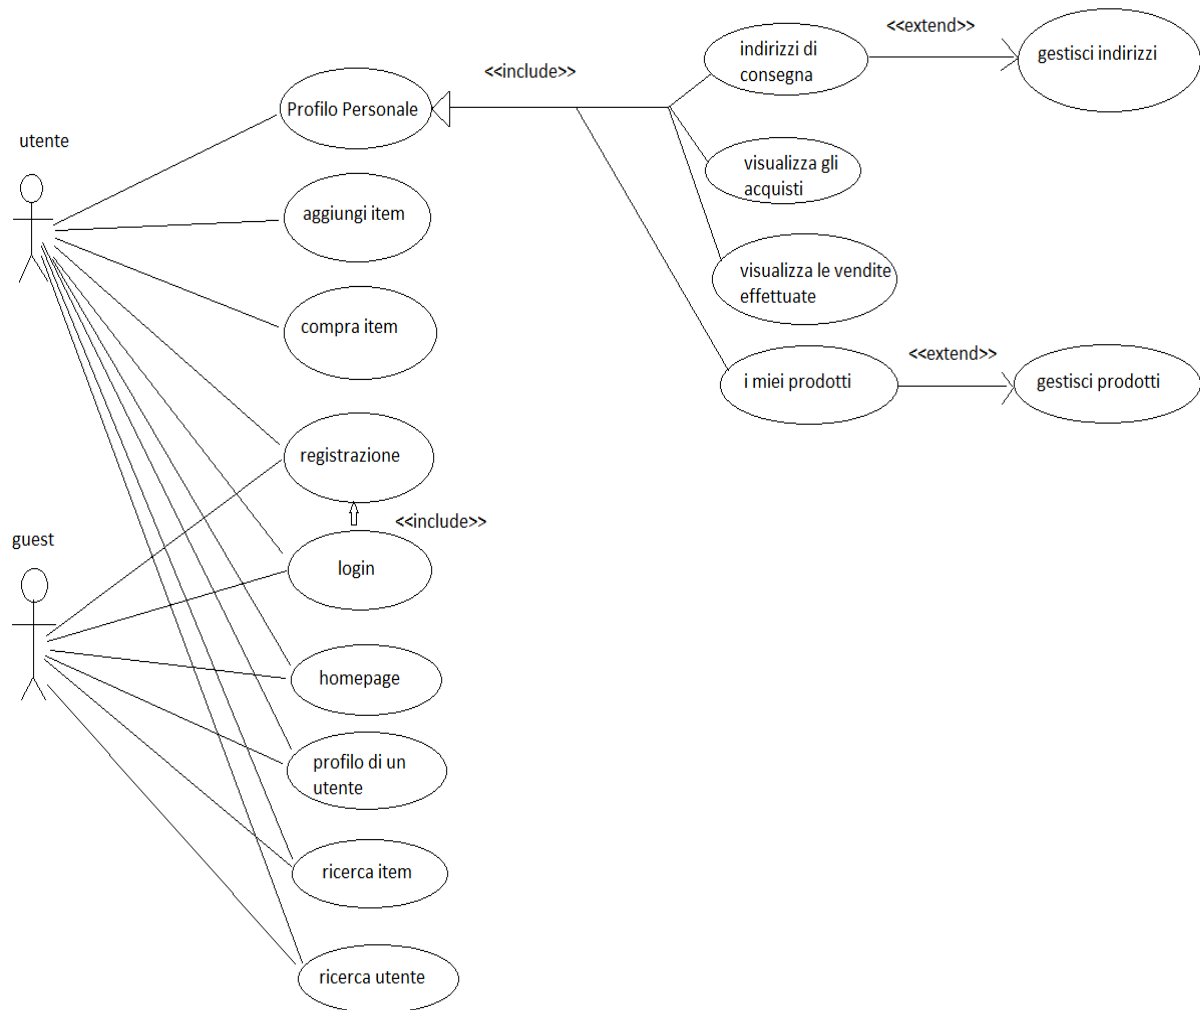 indirizzi di
consegna
<<extend>>
gestisci indirizzi
<<include>>
Profilo Personale
utente
visualizza gli
acquisti
aggiungi item
visualizza le vendite
effettuate
compra item
i miei prodotti
<<extend>>
gestisci prodotti
registrazione
<<include>>
guest
login
homepage
profilo di un
utente
ricerca item
ricerca utente